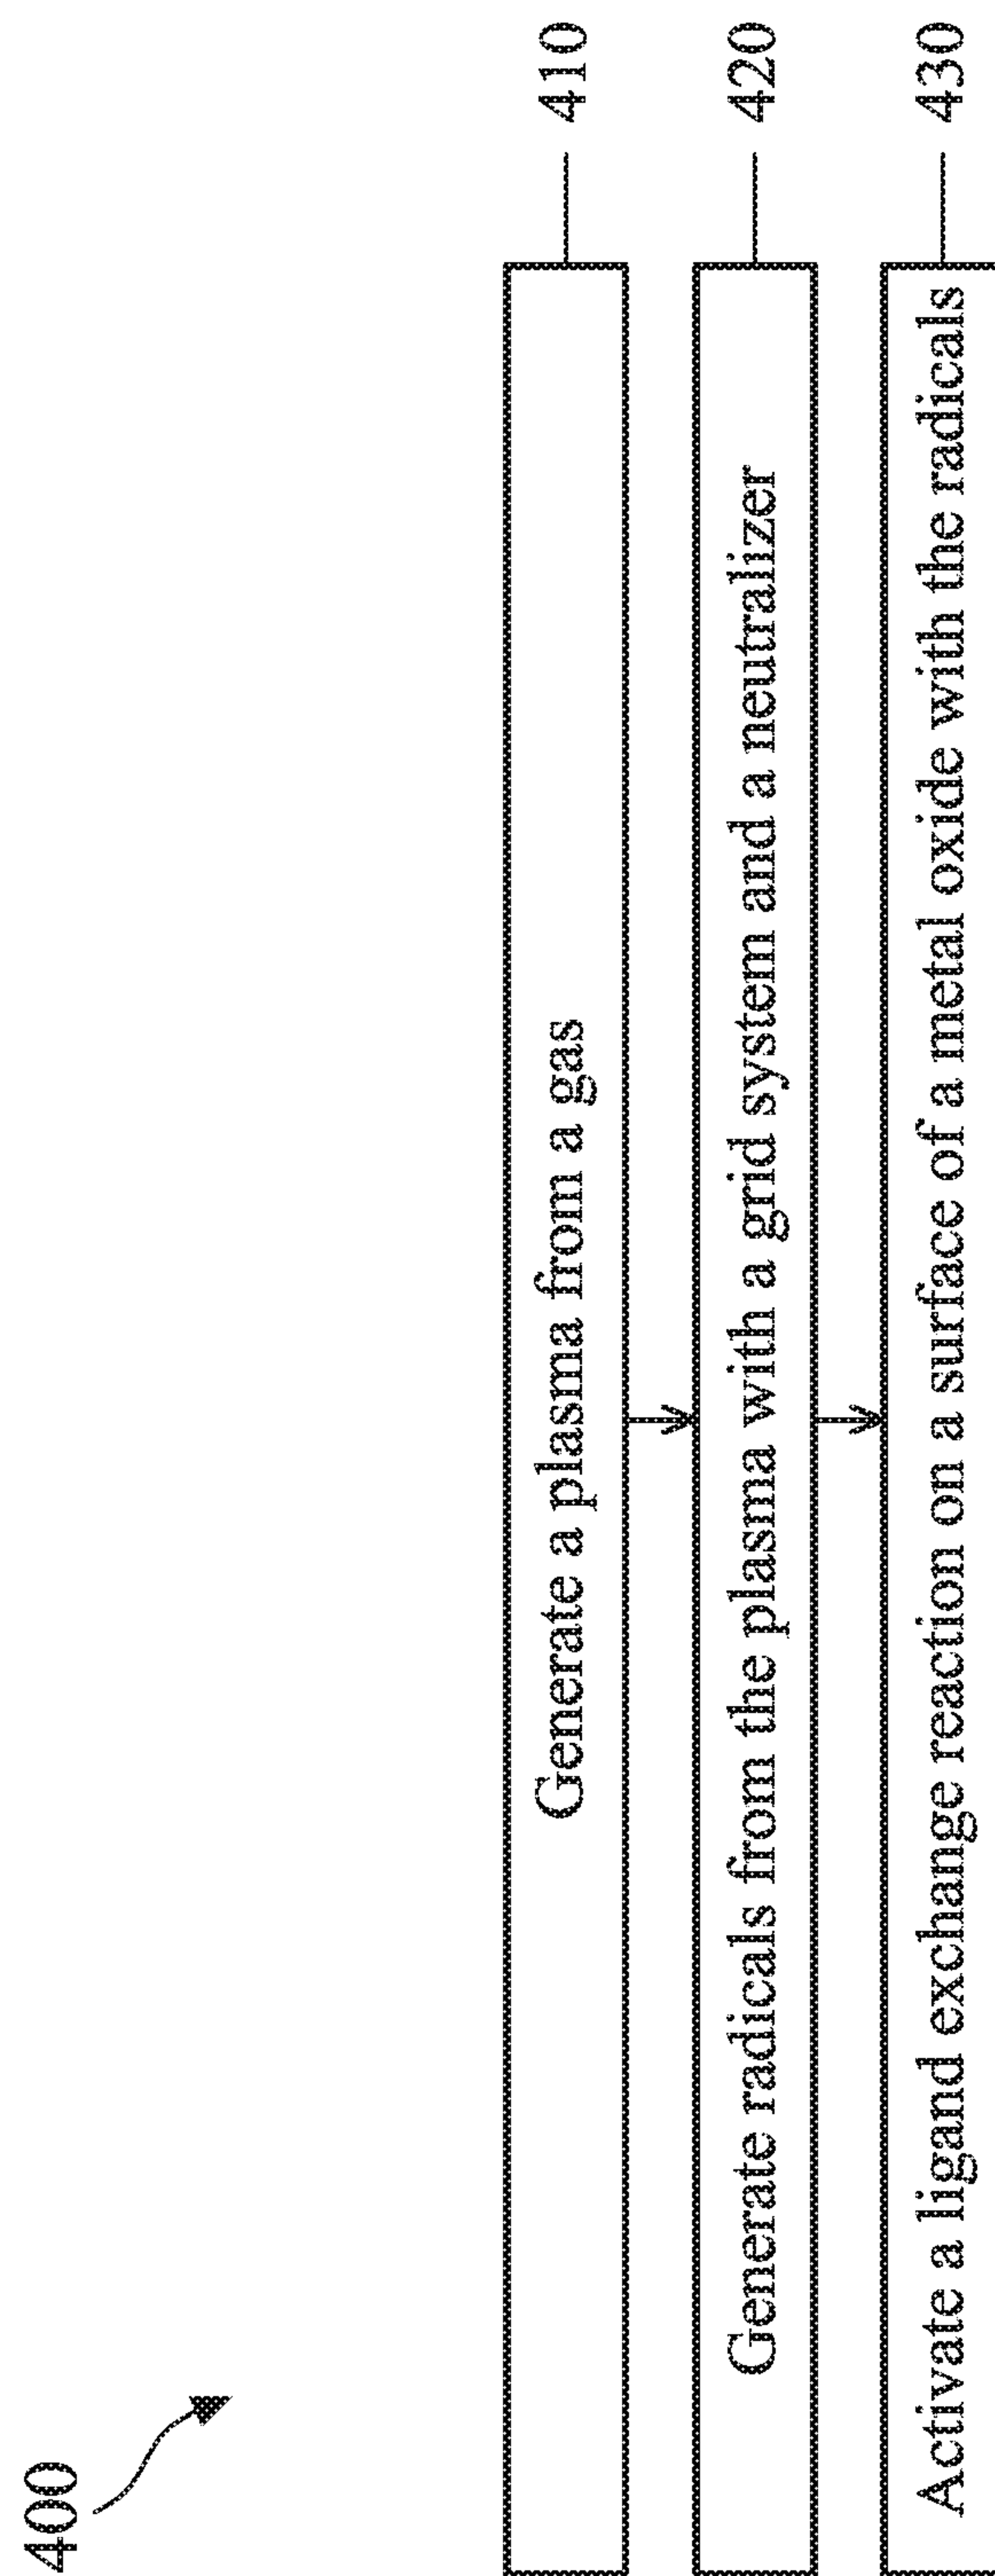 400
Generate a plasma from a gas
410
Generate radicals from the plasma with a grid system and a neutralizer
420
Activate a ligand exchange reaction on a surface of a metal oxide with the radicals
430